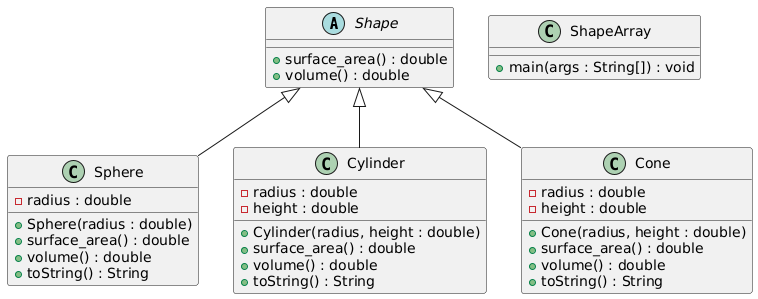 A Shape
surface_area() : double
volume() : double
C ShapeArray
main(args : String[]) : void
C Sphere
radius : double
Sphere(radius : double)
surface_area() : double
volume() : double
toString() : String
C Cylinder
radius : double
height : double
Cylinder(radius, height : double)
surface_area() : double
volume() : double
toString() : String
C Cone
radius : double
height : double
Cone(radius, height : double)
surface_area() : double
volume() : double
toString() : String